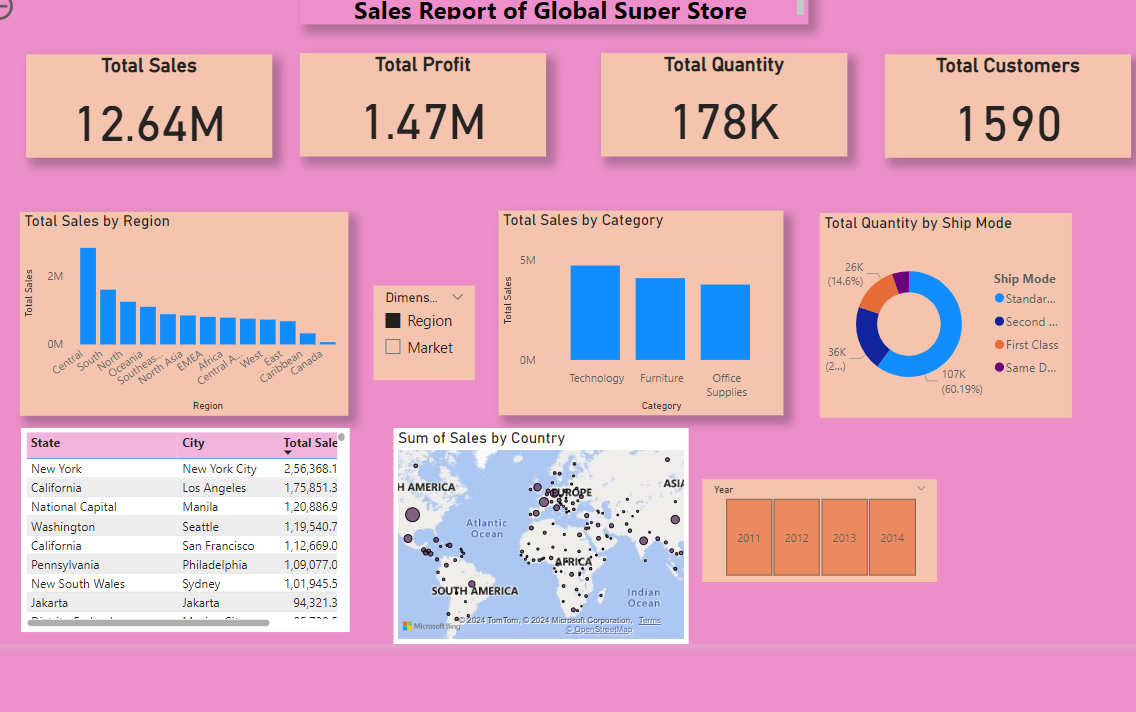 Sales Report of Global Super Store
Total Sales
12.64M
Total Profit
1.47M
Total Quantity
178K
Total Customers
1590
Total Sales by Region
Total Sales
2M
0M
Central
South
North
Oceania
Southeas...
North Asia
EMEA
Africa
Central A...
West
East
Caribbean
Canada
Region
Dimens...
Region
Market
Total Sales by Category
Total Sales
5M
0M
Technology
Furniture
Office
Supplies
Category
Total Quantity by Ship Mode
26K
(14.6%)
36K
(2...)
107K
(60.19%)
Ship Mode
Standar...
Second ...
First Class
Same D...
State City Total Sale
New York New York City 2,56,368.1
California Los Angeles 1,75,851.3
National Capital Manila 1,20,886.9
Washington Seattle 1,19,540.7
California San Francisco 1,12,669.0
Pennsylvania Philadelphia 1,09,077.0
New South Wales Sydney 1,01,945.5
Jakarta Jakarta 94,321.3
Sum of Sales by Country
H AMERICA
EUROPE
ASIA
Atlantic
Ocean
AFRICA
SOUTH AMERICA
Indian
Ocean
Microsoft Bing
© 2024 TomTom, © 2024 Microsoft Corporation, Terms
© OpenStreetMap
Year
2011
2012
2013
2014